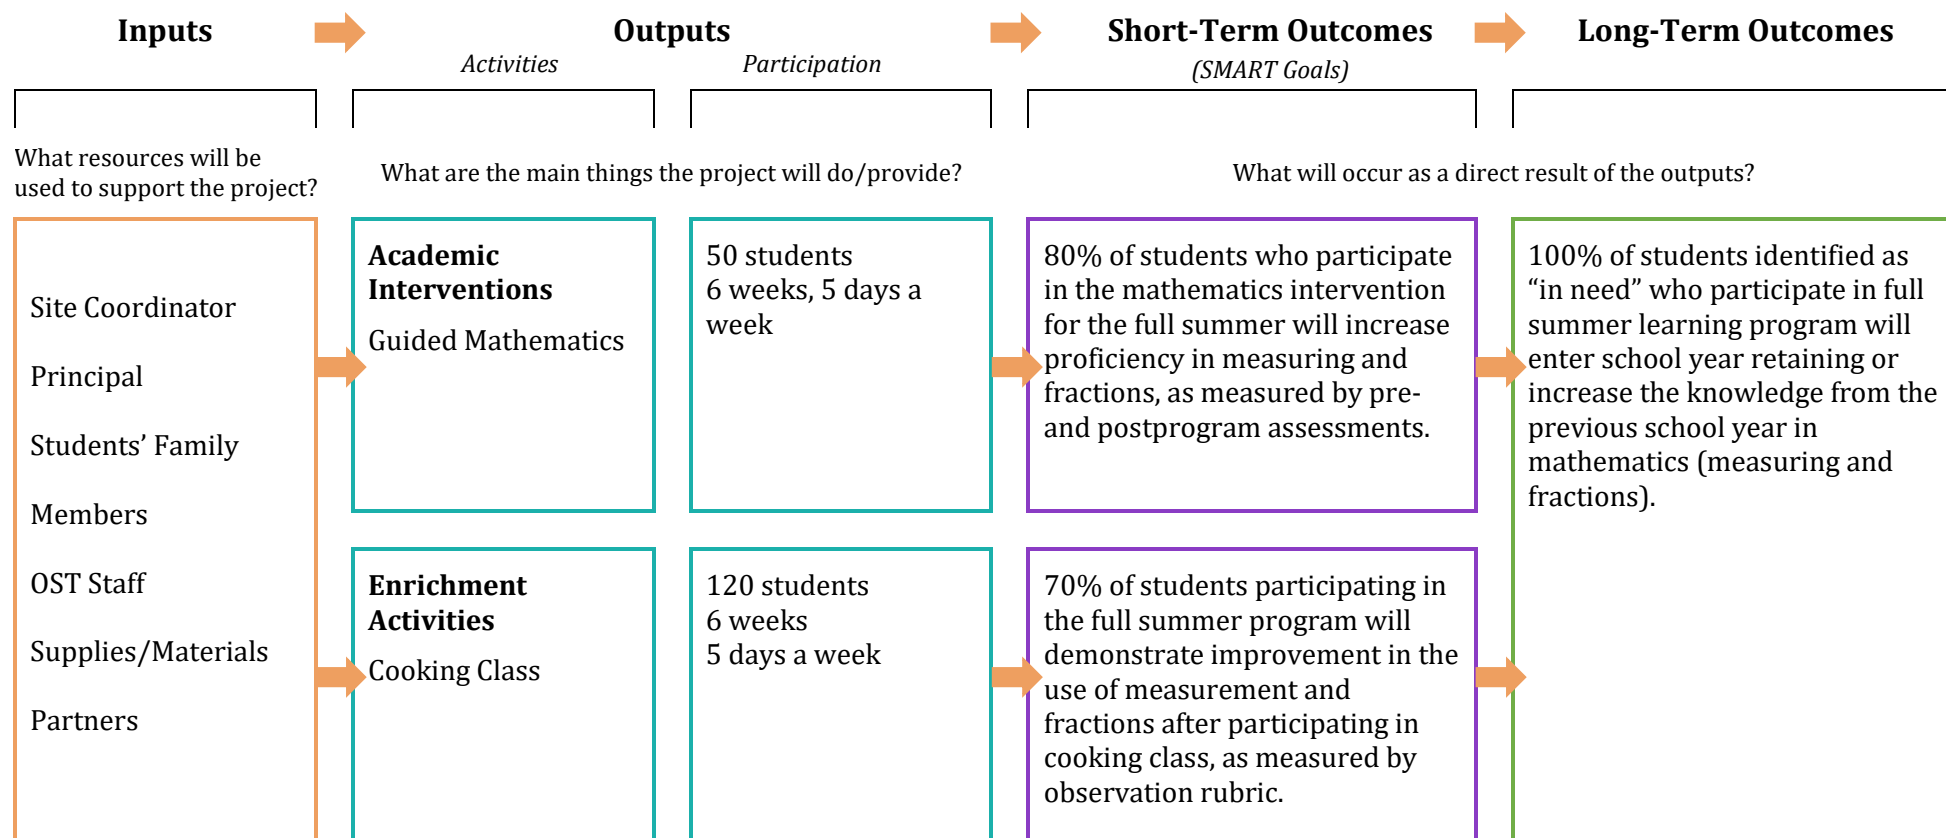 Inputs
Outputs
Short-Term Outcomes
Long-Term Outcomes
Activities
Participation
(SMART Goals)
What resources will be
used to support the project?
What are the main things the project will do/provide?
What will occur as a direct result of the outputs?
Site Coordinator
Principal
Students’ Family
Members
OST Staff
Supplies/Materials
Partners
Academic
Interventions
Guided Mathematics
50 students
6 weeks, 5 days a
week
80% of students who participate
in the mathematics intervention
for the full summer will increase
proficiency in measuring and
fractions, as measured by pre-
and postprogram assessments.
100% of students identified as
“in need” who participate in full
summer learning program will
enter school year retaining or
increase the knowledge from the
previous school year in
mathematics (measuring and
fractions).
Enrichment
Activities
Cooking Class
120 students
6 weeks
5 days a week
70% of students participating in
the full summer program will
demonstrate improvement in the
use of measurement and
fractions after participating in
cooking class, as measured by
observation rubric.